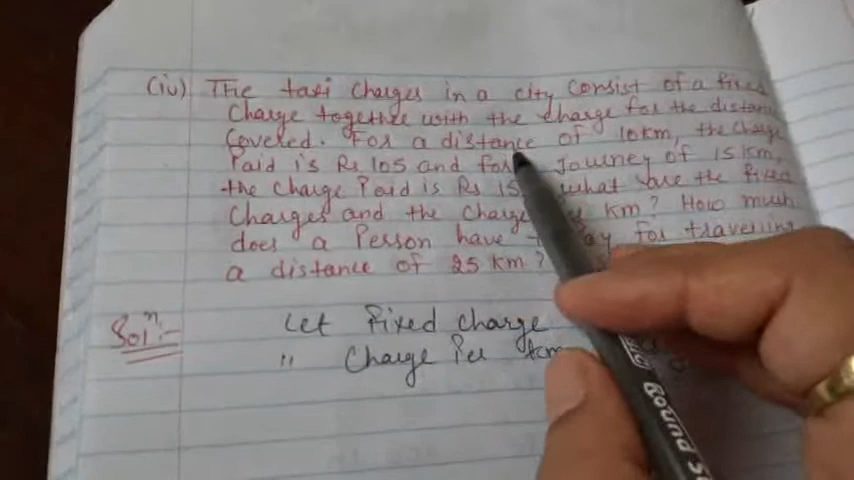 (iv) The taxi charges in a city consist of a fixed
Charge together with the charge for the distance
Covered. For a distance of 10km, the charge
Paid is Rs 105 and for Journey of 15 km,
the Charge Paid is Rs 15 what are the fixed
Charges and the Charge km? How much
does a Person have for travelling
a distance of 25 km?
Solⁿ:- Let fixed charge
" Charge Per km
ROUND